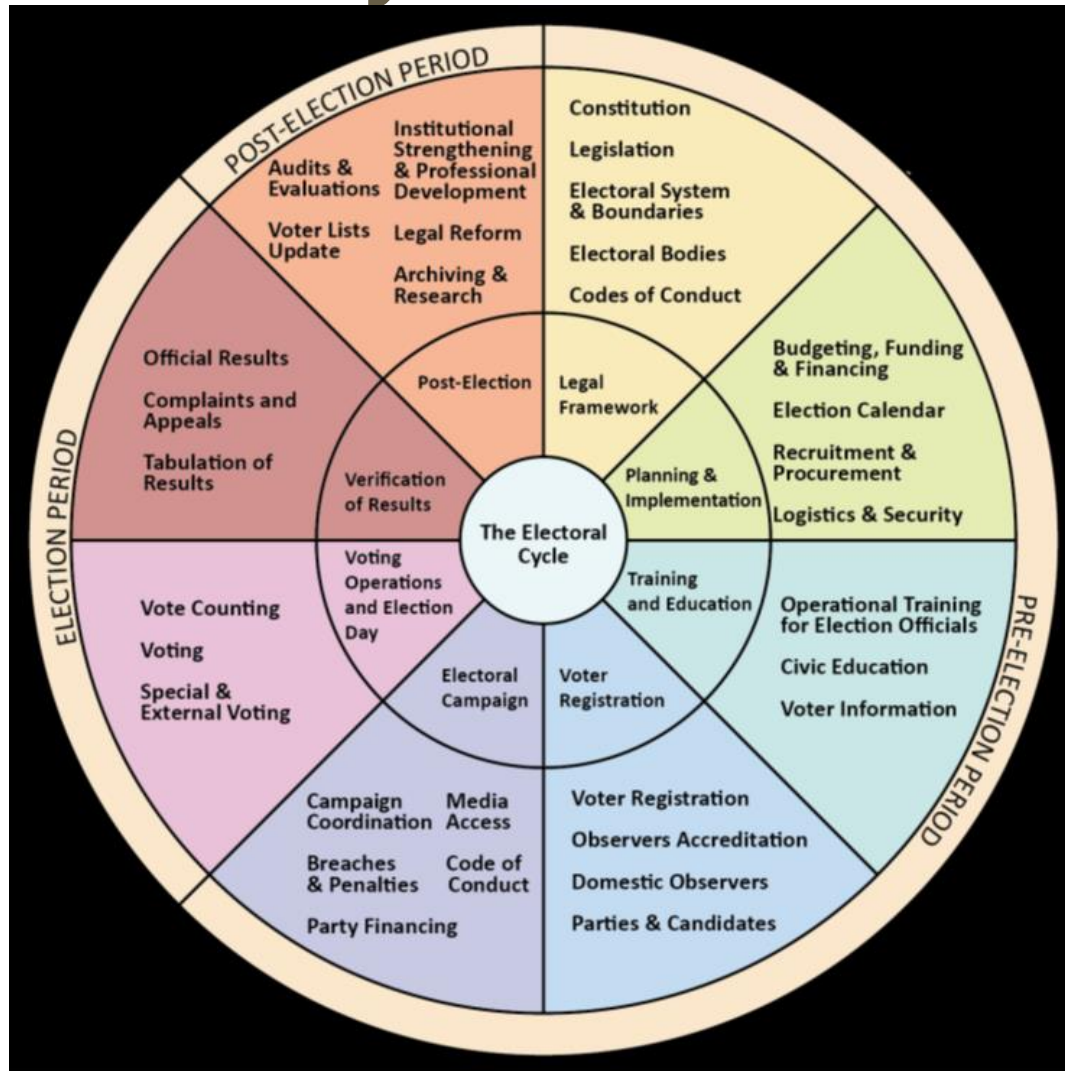 POST-ELECTION PERIOD
Audits &
Evaluations
Voter Lists
Update
Institutional
Strengthening
& Professional
Development
Legal Reform
Archiving &
Research
Post-Election
Constitution
Legislation
Electoral System
& Boundaries
Electoral Bodies
Codes of Conduct
Legal
Framework
Budgeting, Funding
& Financing
Election Calendar
Recruitment &
Procurement
Logistics & Security
Planning &
Implementation
PRE-ELECTION PERIOD
Operational Training
for Election Officials
Civic Education
Voter Information
Training
and Education
Voter
Registration
Voter Registration
Observers Accreditation
Domestic Observers
Parties & Candidates
Electoral
Campaign
Campaign
Coordination
Breaches
& Penalties
Party Financing
Media
Access
Code of
Conduct
ELECTION PERIOD
Voting
Operations
and Election
Day
Vote Counting
Voting
Special &
External Voting
Verification
of Results
Official Results
Complaints and
Appeals
Tabulation of
Results
The Electoral
Cycle